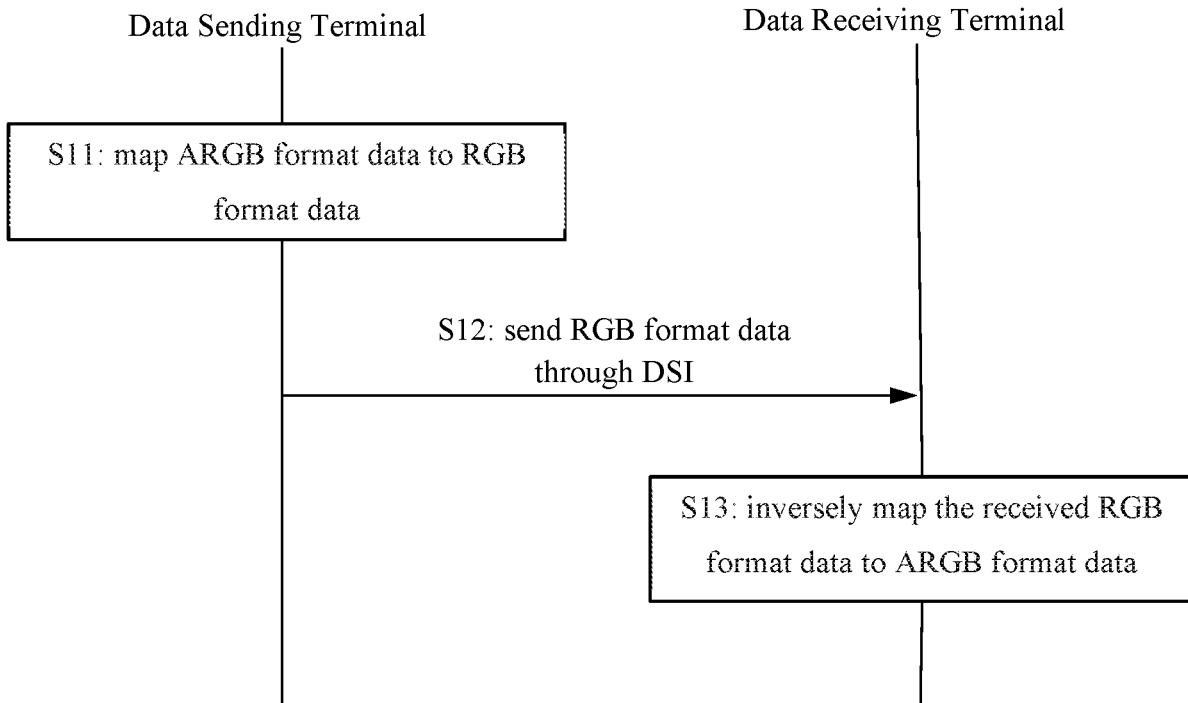 Data Sending Terminal
Data Receiving Terminal
S11: map ARGB format data to RGB
format data
S12: send RGB format data
through DSI
S13: inversely map the received RGB
format data to ARGB format data